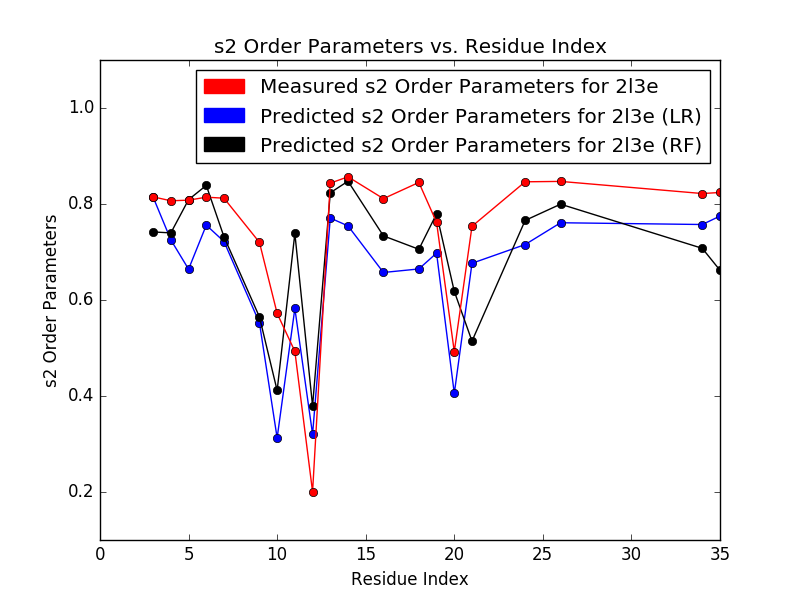 s2 Order Parameters vs. Residue Index
Measured s2 Order Parameters for 2l3e
Predicted s2 Order Parameters for 2l3e (LR)
Predicted s2 Order Parameters for 2l3e (RF)
s2 Order Parameters
1.0
0.8
0.6
0.4
0.2
0 5 10 15 20 25 30 35
Residue Index